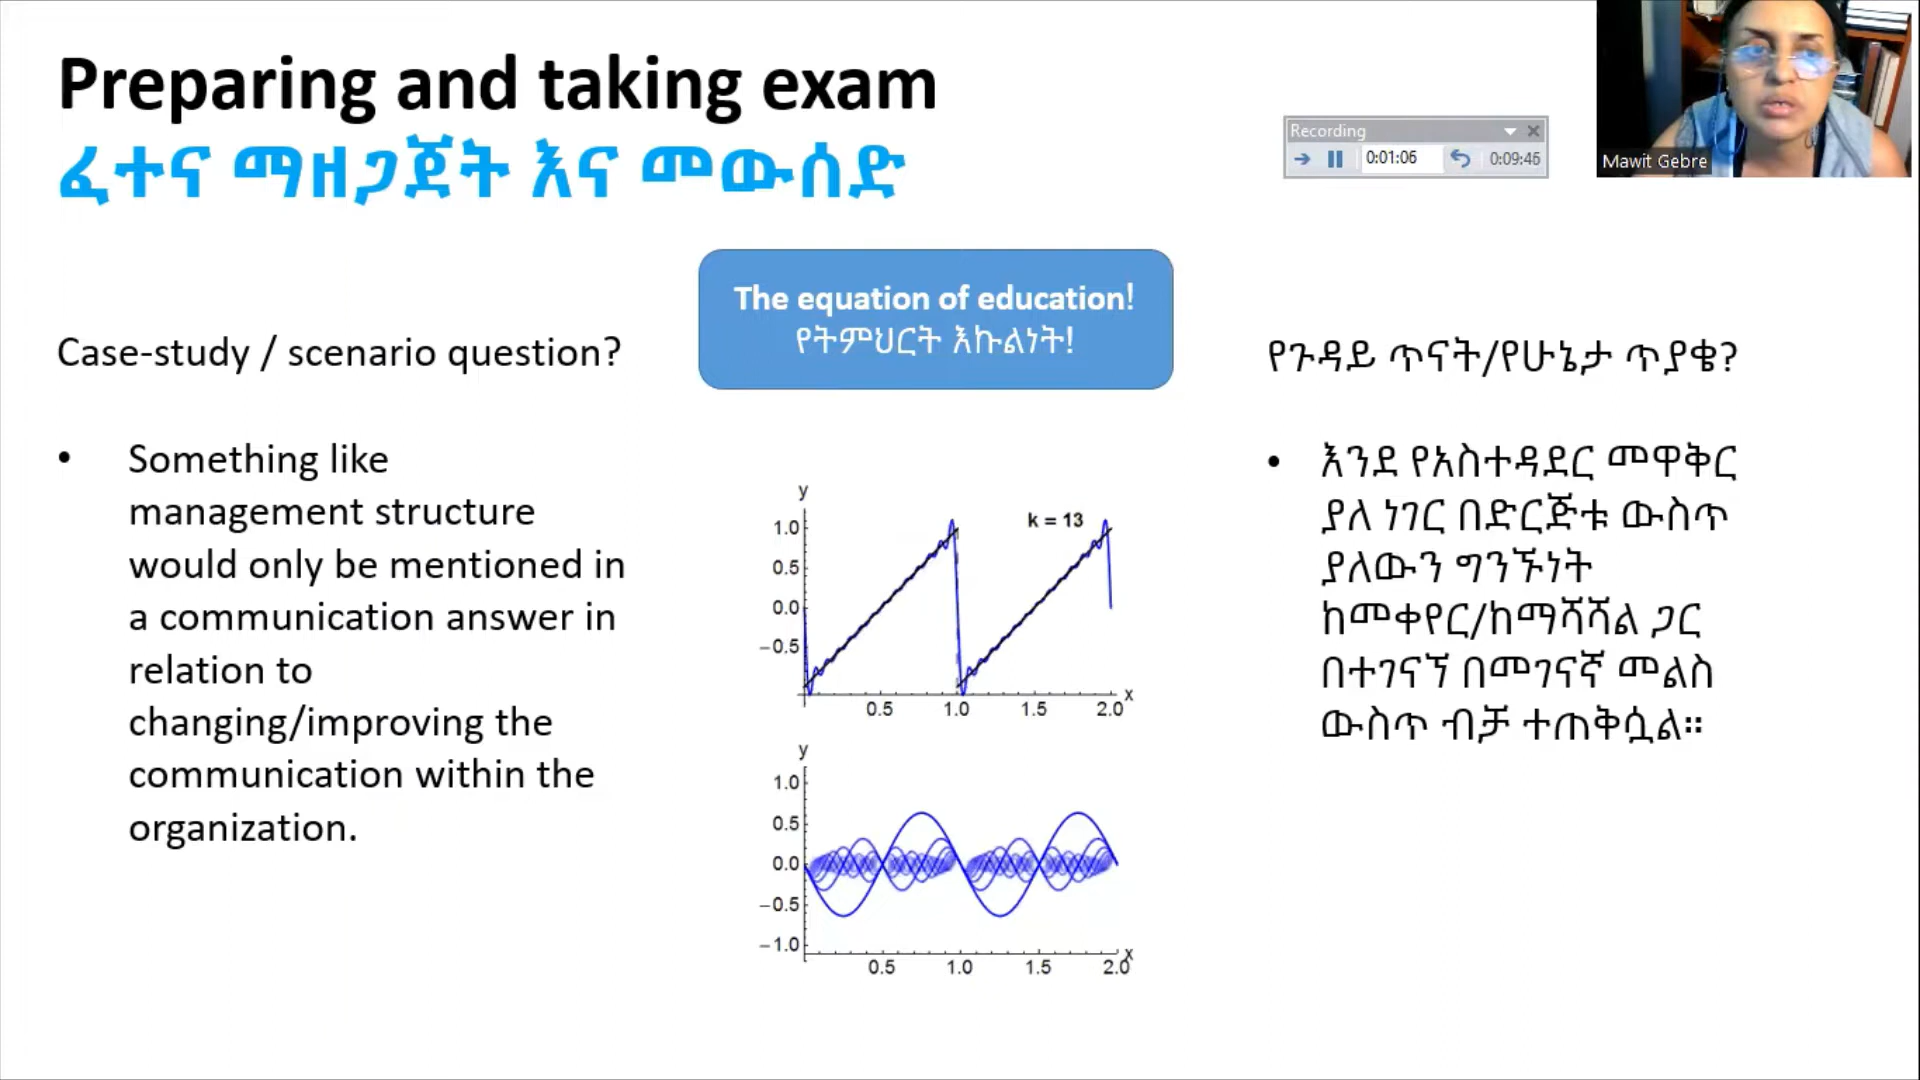 Preparing and taking exam
ፈተና ማዘጋጀት እና መውሰድ
Recording
0:01:06
0:09:45
Mawit Gebre
The equation of education!
የትምህርት እኩልነት!
Case-study / scenario question?
• Something like
management structure
would only be mentioned in
a communication answer in
relation to
changing/improving the
communication within the
organization.
y
1.0
0.5
0.0
−0.5
k = 13
0.5 1.0 1.5 2.0 x
y
1.0
0.5
0.0
−0.5
−1.0
0.5 1.0 1.5 2.0 x
የጉዳይ ጥናት/የሁኔታ ጥያቄ?
• እንደ የአስተዳደር መዋቅር
ያለ ነገር በድርጅቱ ውስጥ
ያለውን ግንኙነት
ከመቀየር/ከማሻሻል ጋር
በተገናኘ በመገናኛ መልስ
ውስጥ ብቻ ተጠቅሷል።